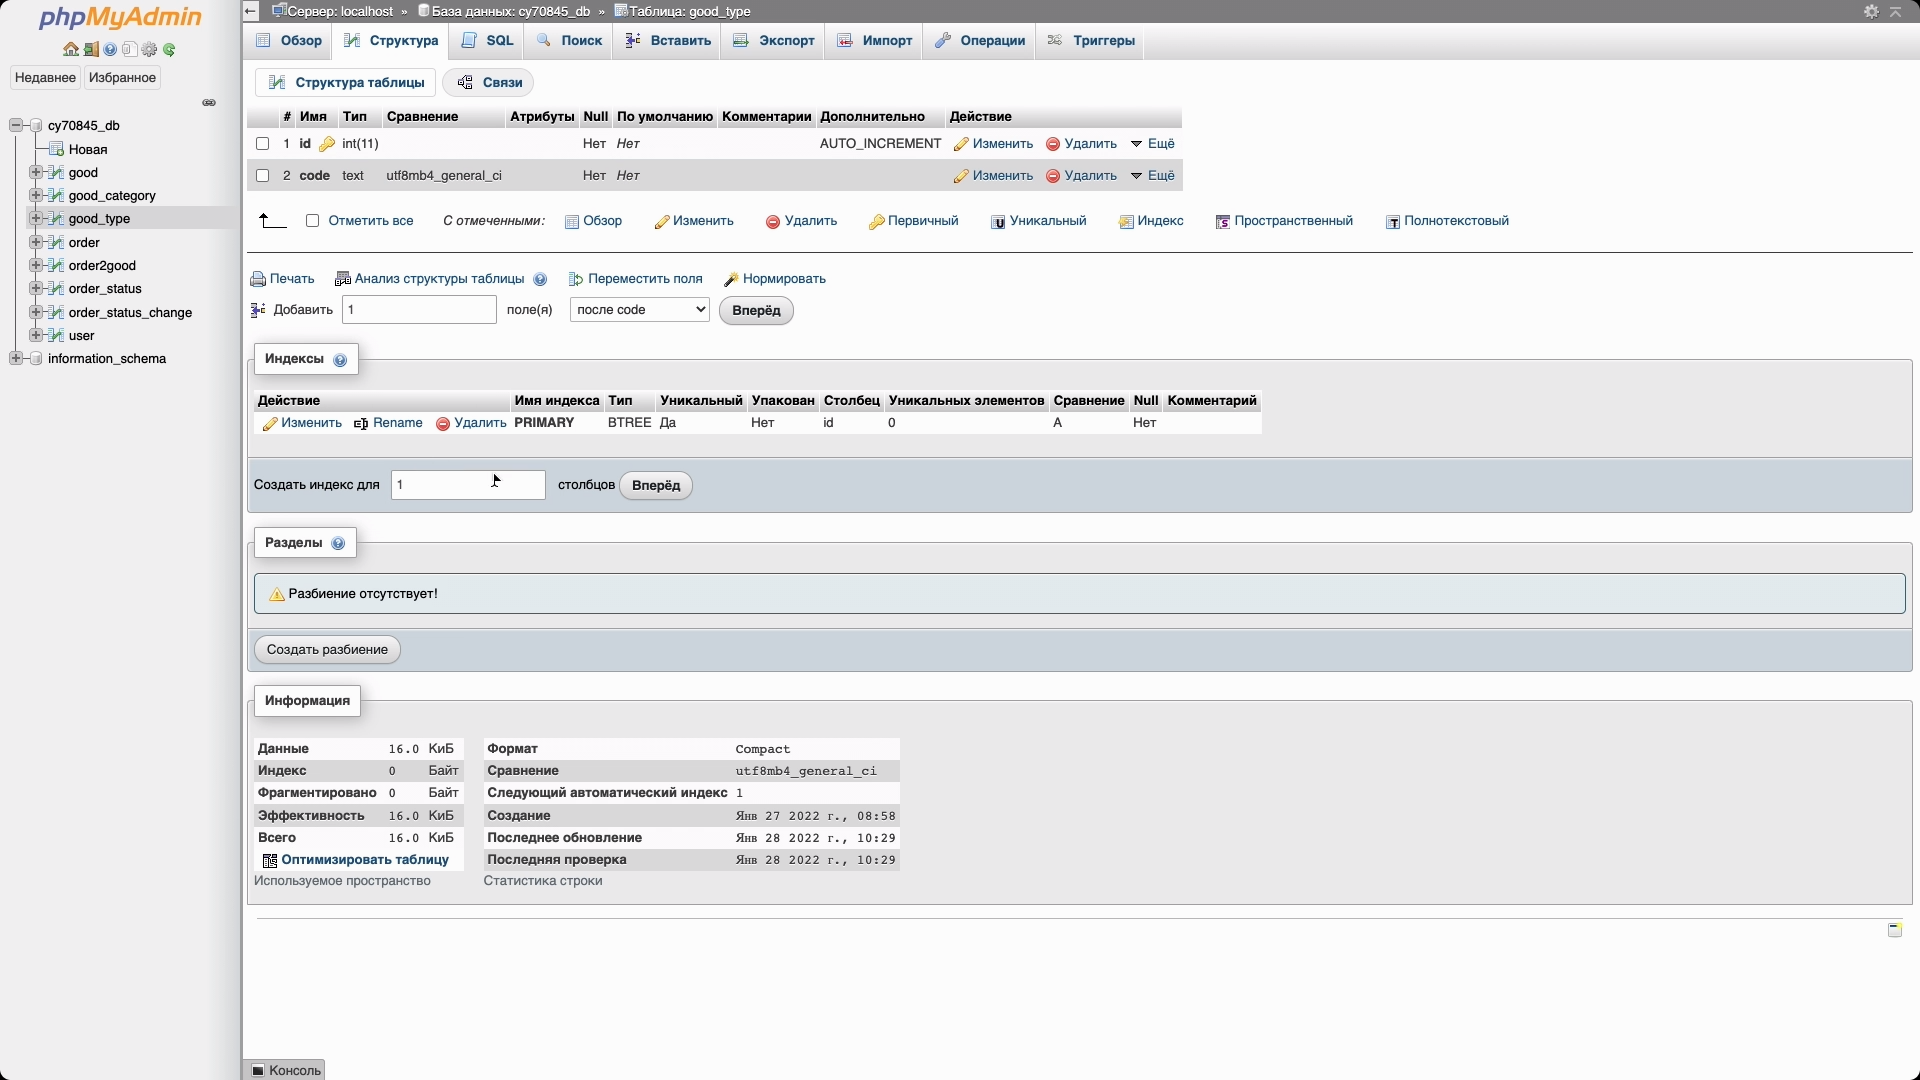 phpMyAdmin
Недавнее Избранное
cy70845_db
Новая
good
good_category
good_type
order
order2good
order_status
order_status_change
user
information_schema
Сервер: localhost » База данных: cy70845_db » Таблица: good_type
Обзор Структура SQL Поиск Вставить Экспорт Импорт Операции Триггеры
Структура таблицы Связи
# Имя Тип Сравнение Атрибуты Null По умолчанию Комментарии Дополнительно Действие
1 id int(11) Нет Нет AUTO_INCREMENT Изменить Удалить Ещё
2 code text utf8mb4_general_ci Нет Нет Изменить Удалить Ещё
Отметить все С отмеченными: Обзор Изменить Удалить Первичный Уникальный Индекс Пространственный Полнотекстовый
Печать Анализ структуры таблицы Переместить поля Нормировать
Добавить 1 поле(я) после code Вперёд
Индексы
Действие Имя индекса Тип Уникальный Упакован Столбец Уникальных элементов Сравнение Null Комментарий
Изменить Rename Удалить PRIMARY BTREE Да Нет id 0 A Нет
Создать индекс для 1 столбцов Вперёд
Разделы
Разбиение отсутствует!
Создать разбиение
Информация
Данные 16.0 КиБ
Индекс 0 Байт
Фрагментировано 0 Байт
Эффективность 16.0 КиБ
Всего 16.0 КиБ
Оптимизировать таблицу
Используемое пространство
Формат Compact
Сравнение utf8mb4_general_ci
Следующий автоматический индекс 1
Создание Янв 27 2022 г., 08:58
Последнее обновление Янв 28 2022 г., 10:29
Последняя проверка Янв 28 2022 г., 10:29
Статистика строки
Консоль